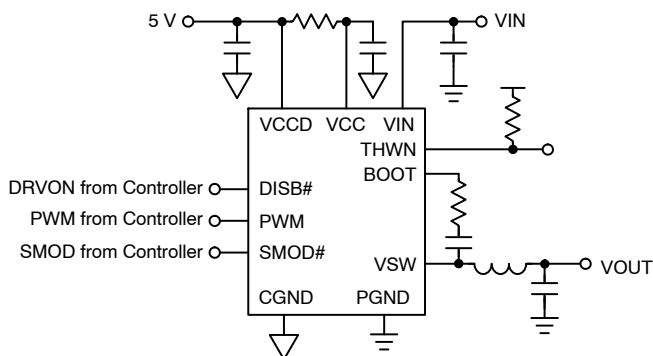 5 V
VIN
VCCD
VCC
VIN
THWN
BOOT
DRVON from Controller
DISB#
PWM from Controller
PWM
SMOD from Controller
SMOD#
VSW
VOUT
CGND
PGND